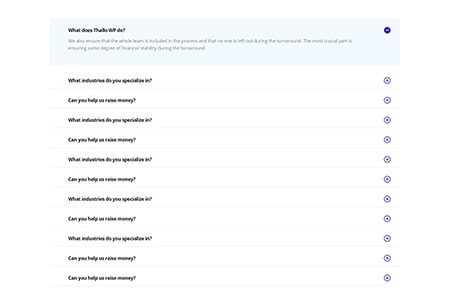 What does Thallo WP do?
We also ensure that the whole team is included in the process and that no one is left out during the turnaround. The most crucial part is
ensuring some degree of financial stability during the turnaround.
What industries do you specialize in?
Can you help us raise money?
What industries do you specialize in?
Can you help us raise money?
What industries do you specialize in?
Can you help us raise money?
What industries do you specialize in?
Can you help us raise money?
What industries do you specialize in?
Can you help us raise money?
Can you help us raise money?